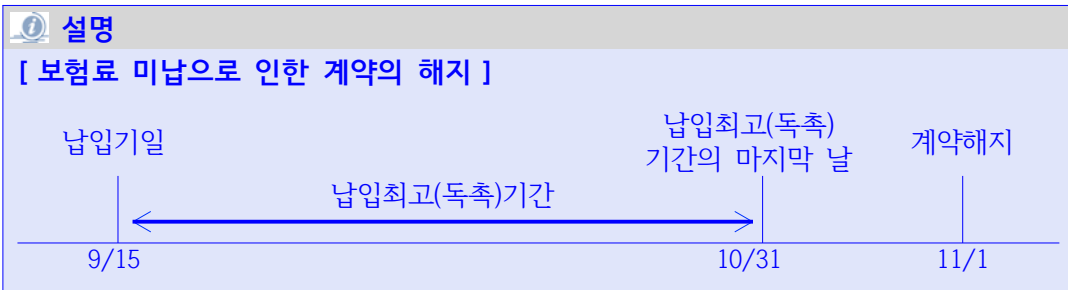 설명
[ 보험료 미납으로 인한 계약의 해지 ]
납입기일
납입최고(독촉)
기간의 마지막 날
계약해지
납입최고(독촉)기간
9/15
10/31
11/1